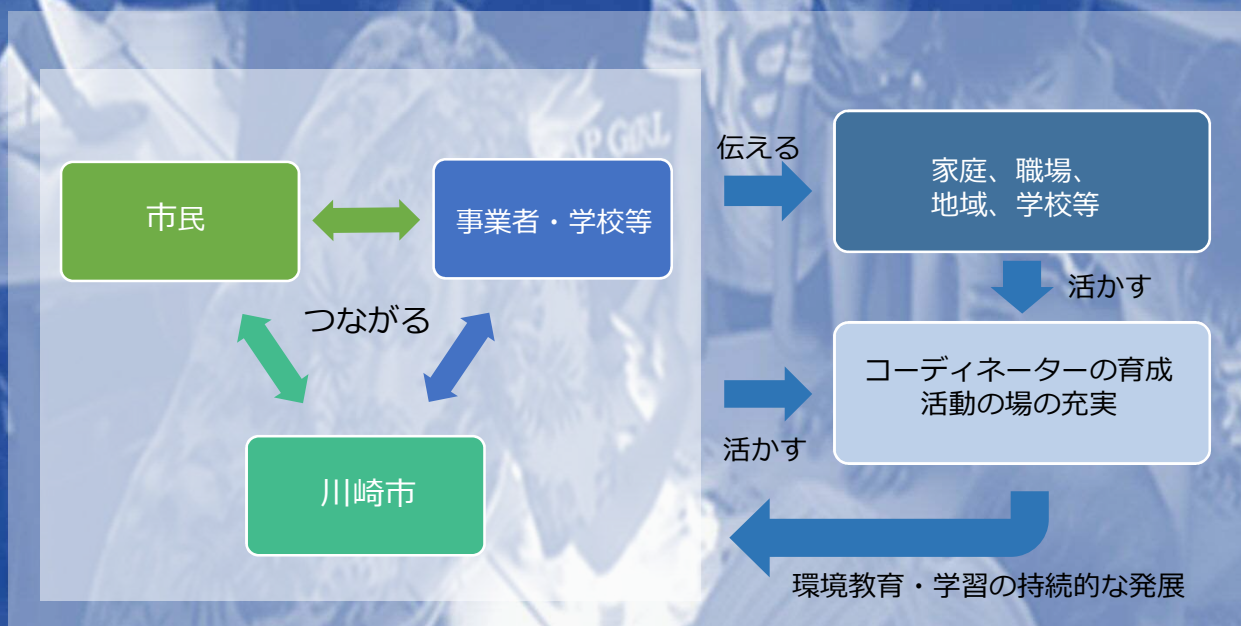 市民
事業者・学校等
つながる
川崎市
伝える
家庭、職場、
地域、学校等
活かす
コーディネーターの育成
活動の場の充実
活かす
環境教育・学習の持続的な発展